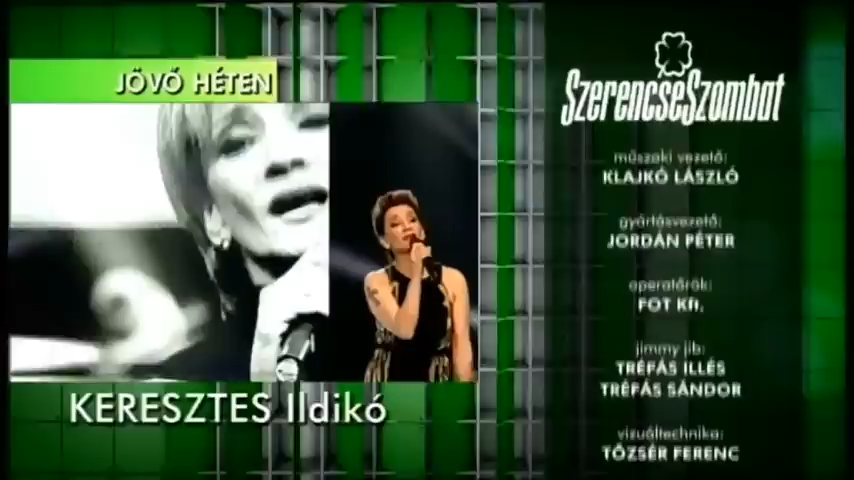 JÖVŐ HÉTEN
KERESZTES Ildikó
SzerencseSzombat
műszaki vezető:
KLAJKÓ LÁSZLÓ
gyártásvezető:
JORDÁN PÉTER
operatőrök:
FOT Kft.
jimmy jib:
TRÉFÁS ILLÉS
TRÉFÁS SÁNDOR
vizuáltechnika:
TŐZSÉR FERENC